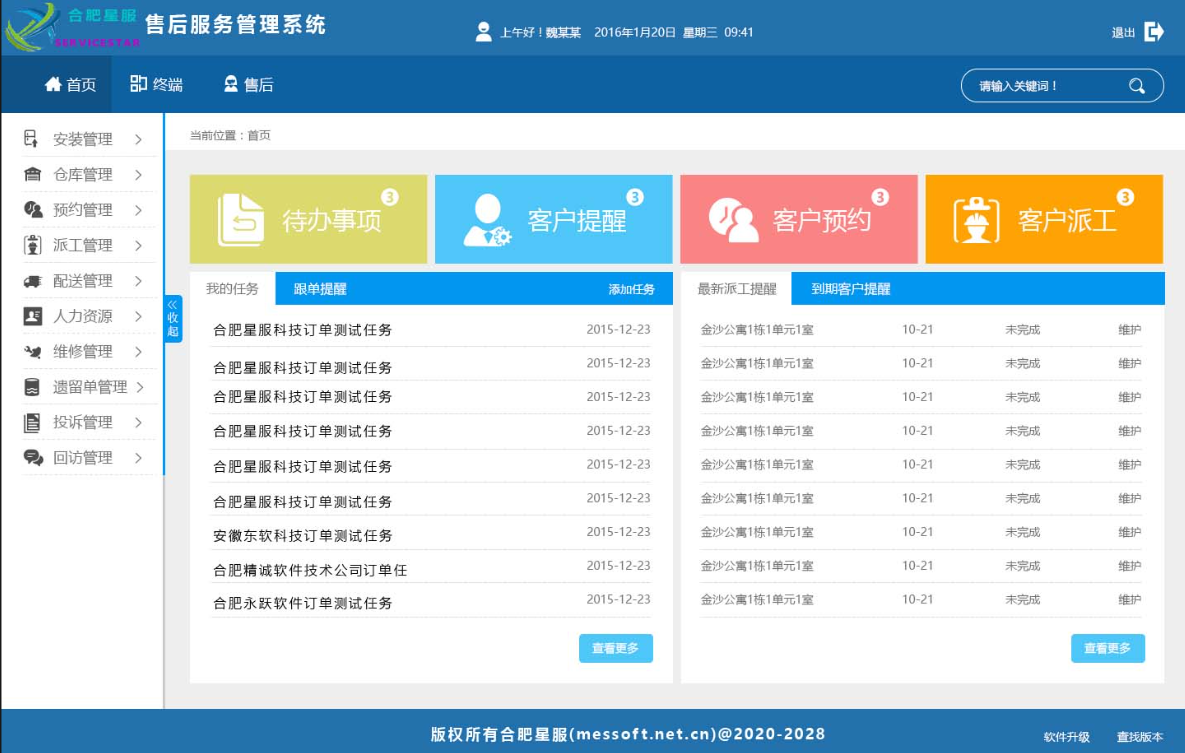 合肥星服
SERVICESTAR
售后服务管理系统
上午好！魏某某 2016年1月20日 星期三 09:41
退出
首页 终端 售后
请输入关键词！
安装管理
仓库管理
预约管理
派工管理
配送管理
人力资源
维修管理
遗留单管理
投诉管理
回访管理
收起
当前位置：首页
待办事项 3
客户提醒 3
客户预约 3
客户派工 3
我的任务 跟单提醒 添加任务
合肥星服科技订单测试任务 2015-12-23
合肥星服科技订单测试任务 2015-12-23
合肥星服科技订单测试任务 2015-12-23
合肥星服科技订单测试任务 2015-12-23
合肥星服科技订单测试任务 2015-12-23
合肥星服科技订单测试任务 2015-12-23
安徽东软科技订单测试任务 2015-12-23
合肥精诚软件技术公司订单任 2015-12-23
合肥永跃软件订单测试任务 2015-12-23
查看更多
最新派工提醒 到期客户提醒
金沙公寓1栋1单元1室 10-21 未完成 维护
金沙公寓1栋1单元1室 10-21 未完成 维护
金沙公寓1栋1单元1室 10-21 未完成 维护
金沙公寓1栋1单元1室 10-21 未完成 维护
金沙公寓1栋1单元1室 10-21 未完成 维护
金沙公寓1栋1单元1室 10-21 未完成 维护
金沙公寓1栋1单元1室 10-21 未完成 维护
金沙公寓1栋1单元1室 10-21 未完成 维护
金沙公寓1栋1单元1室 10-21 未完成 维护
查看更多
版权所有合肥星服(messoft.net.cn)@2020-2028
软件升级 查找版本